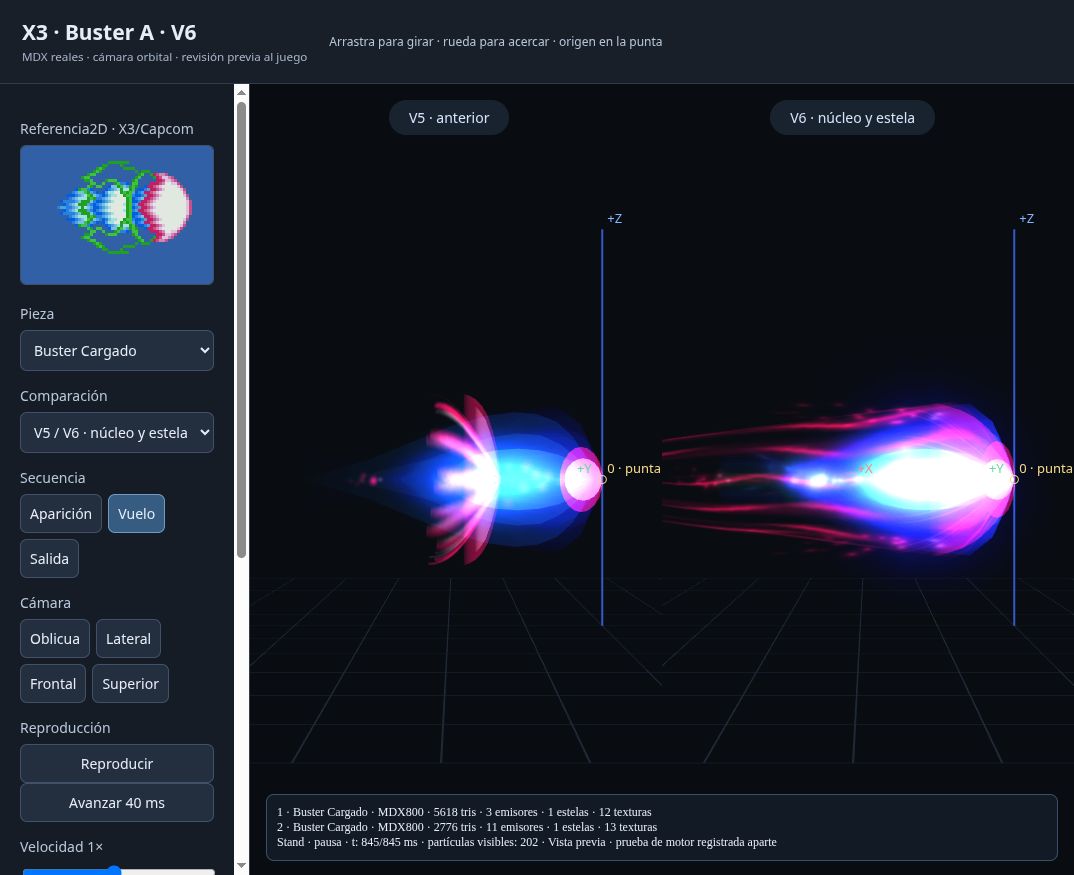 X3 · Buster A · V6
MDX reales · cámara orbital · revisión previa al juego
Arrastra para girar · rueda para acercar · origen en la punta
Referencia2D · X3/Capcom
Pieza
Buster Cargado
Comparación
V5 / V6 · núcleo y estela
Secuencia
Aparición
Vuelo
Salida
Cámara
Oblicua
Lateral
Frontal
Superior
Reproducción
Reproducir
Avanzar 40 ms
Velocidad 1×
V5 · anterior
+Z
+Y
0 · punta
V6 · núcleo y estela
+Z
+X
+Y
0 · punta
1 · Buster Cargado · MDX800 · 5618 tris · 3 emisores · 1 estelas · 12 texturas
2 · Buster Cargado · MDX800 · 2776 tris · 11 emisores · 1 estelas · 13 texturas
Stand · pausa · t: 845/845 ms · partículas visibles: 202 · Vista previa · prueba de motor registrada aparte